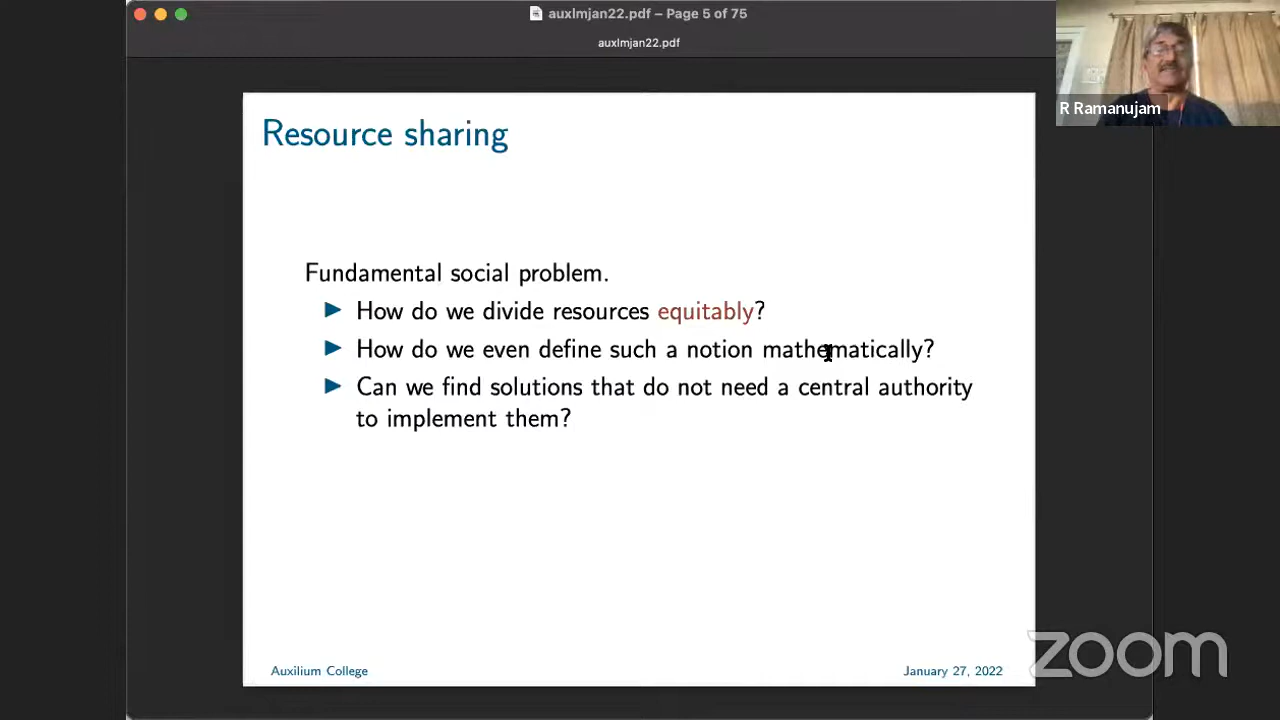 auxlmjan22.pdf – Page 5 of 75
auxlmjan22.pdf
R Ramanujam
Resource sharing
Fundamental social problem.
How do we divide resources equitably?
How do we even define such a notion mathematically?
Can we find solutions that do not need a central authority
to implement them?
Auxilium College
January 27, 2022
zoom